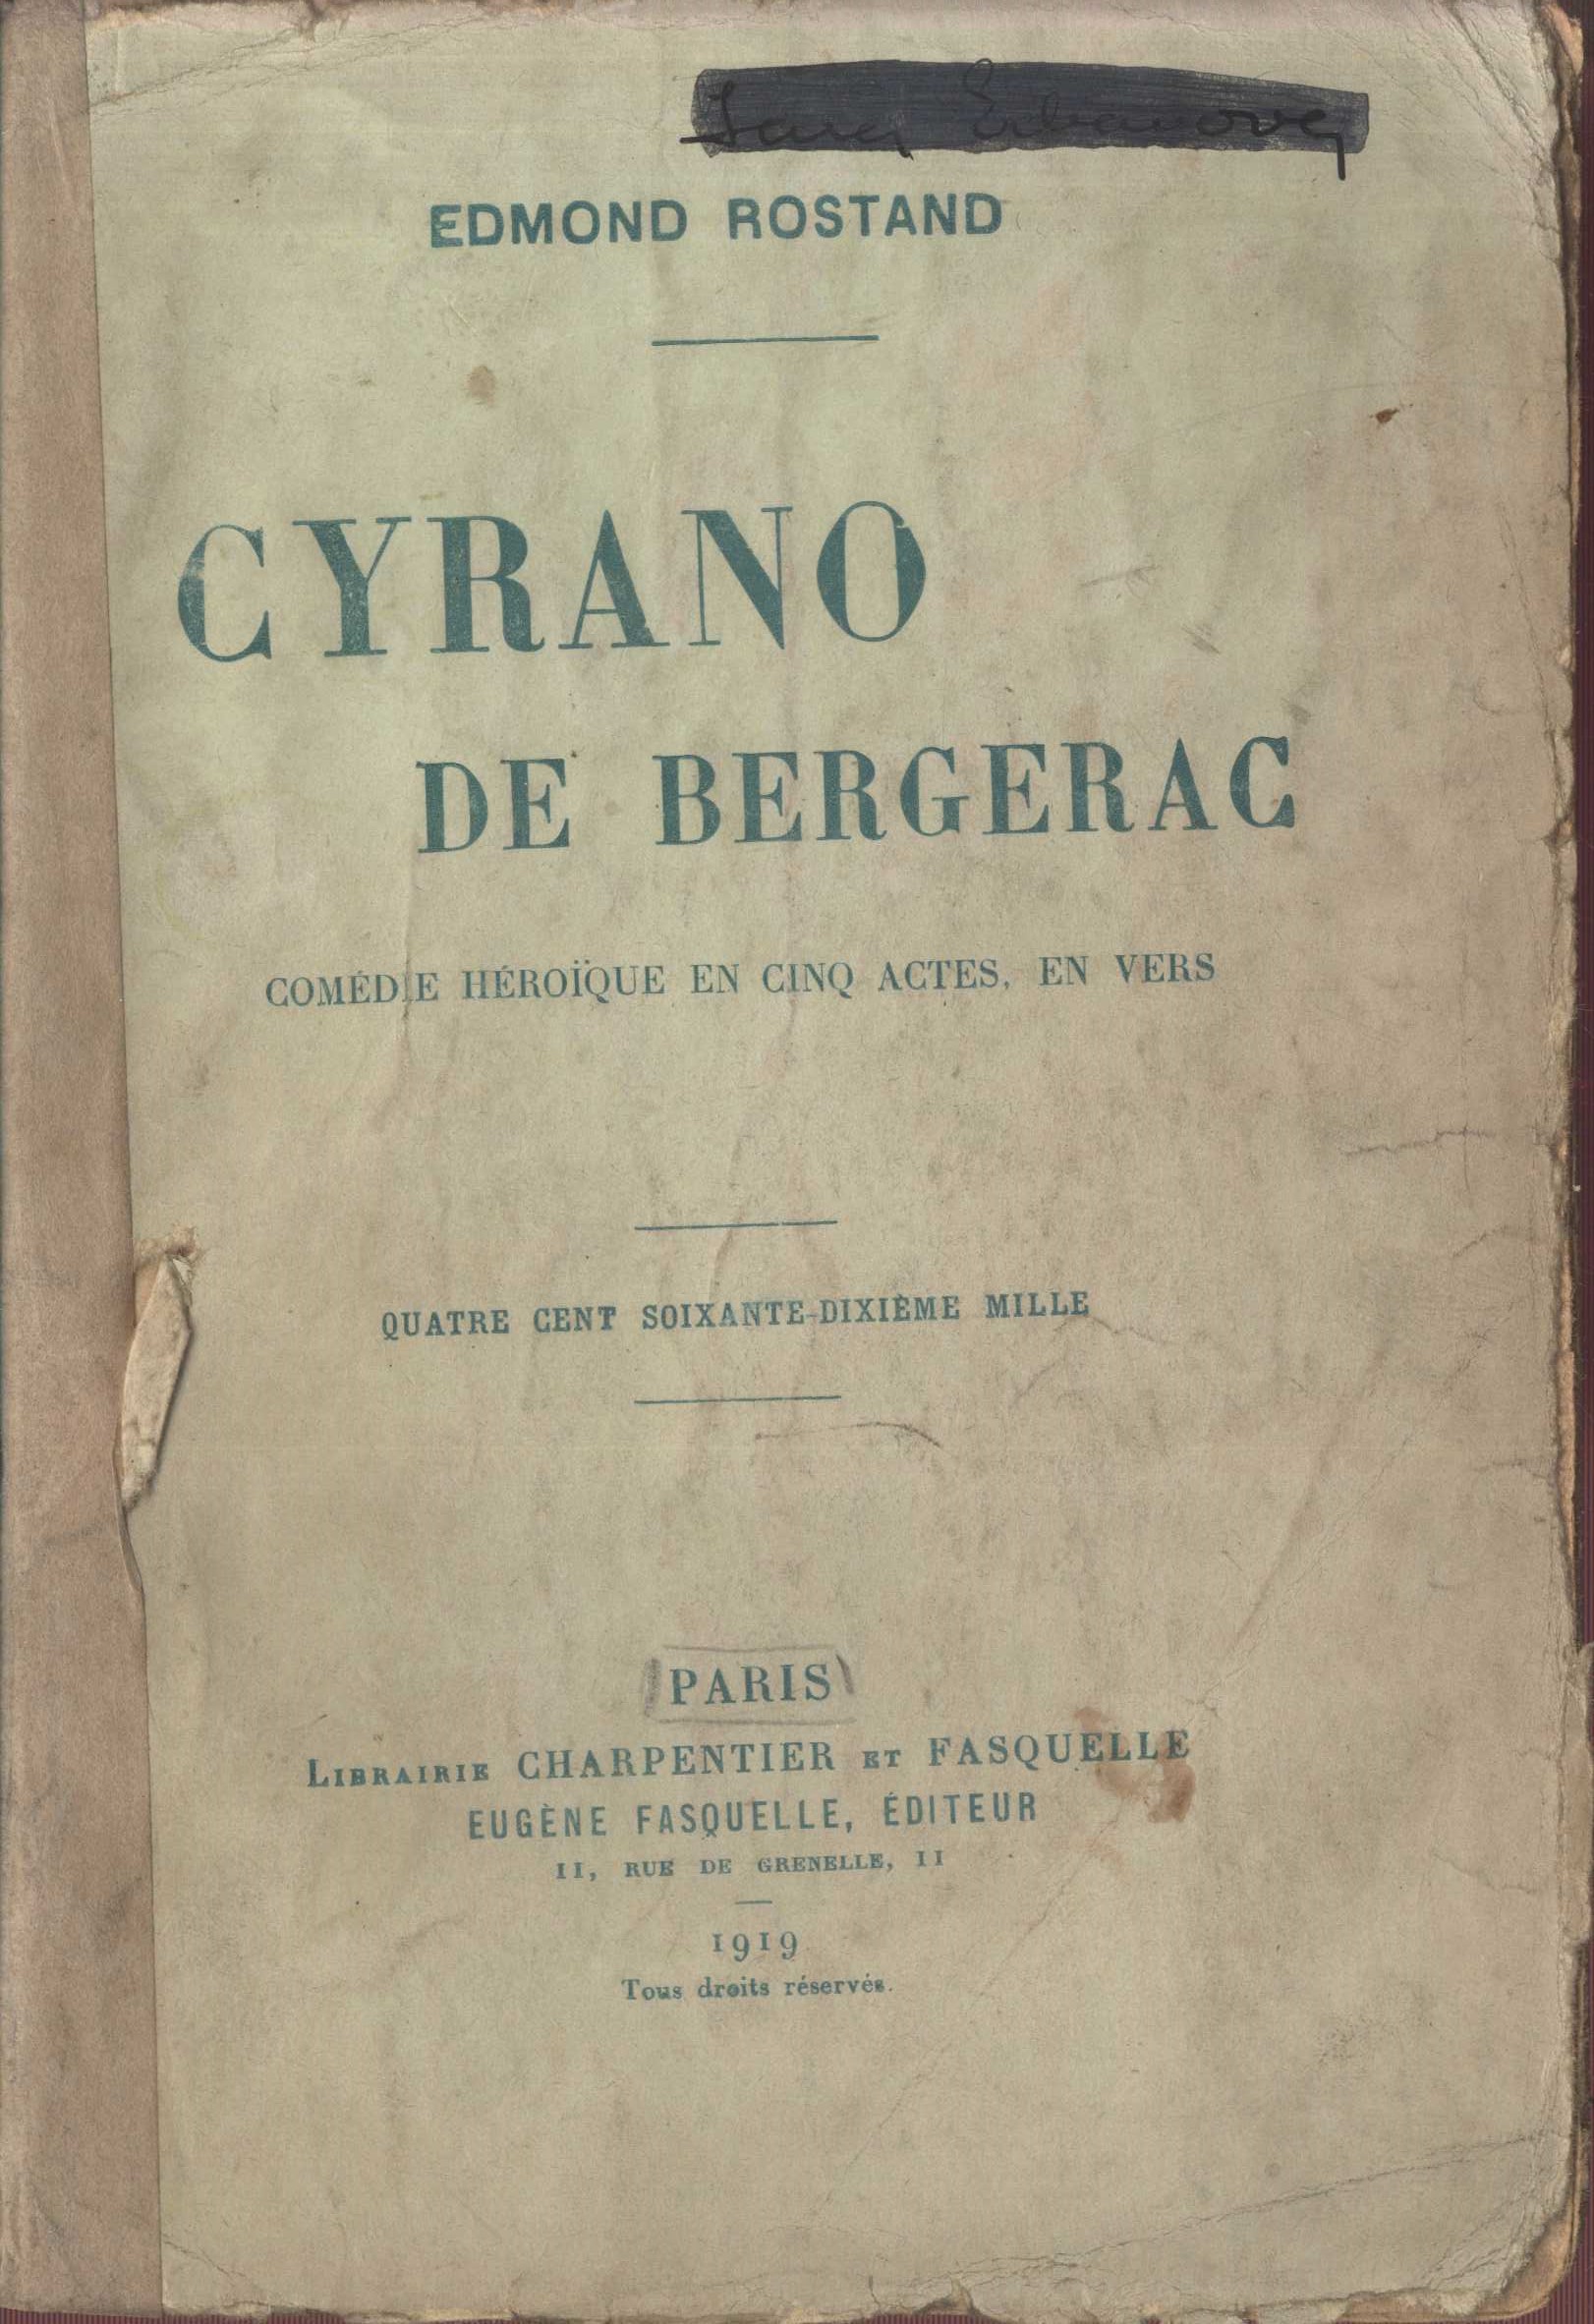 EDMOND ROSTAND
CYRANO
DE BERGERAC
COMÉDIE HÉROÏQUE EN CINQ ACTES, EN VERS
QUATRE CENT SOIXANTE-DIXIÈME MILLE
PARIS
LIBRAIRIE CHARPENTIER ET FASQUELLE
EUGÈNE FASQUELLE, ÉDITEUR
11, RUE DE GRENELLE, 11
1919
Tous droits réservés.